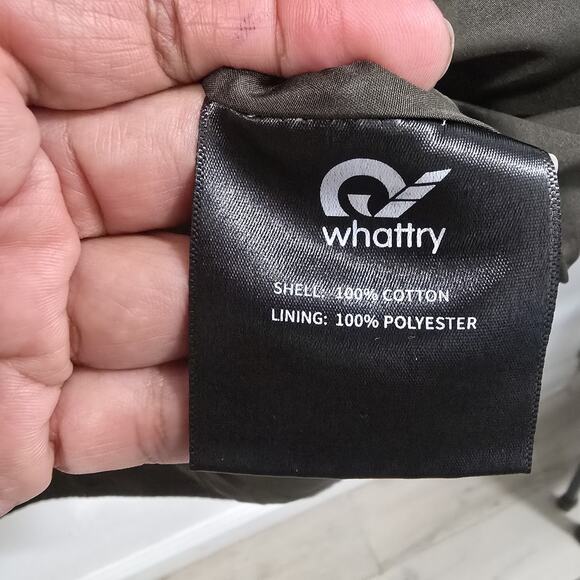 whattry
SHELL: 100% COTTON
LINING: 100% POLYESTER